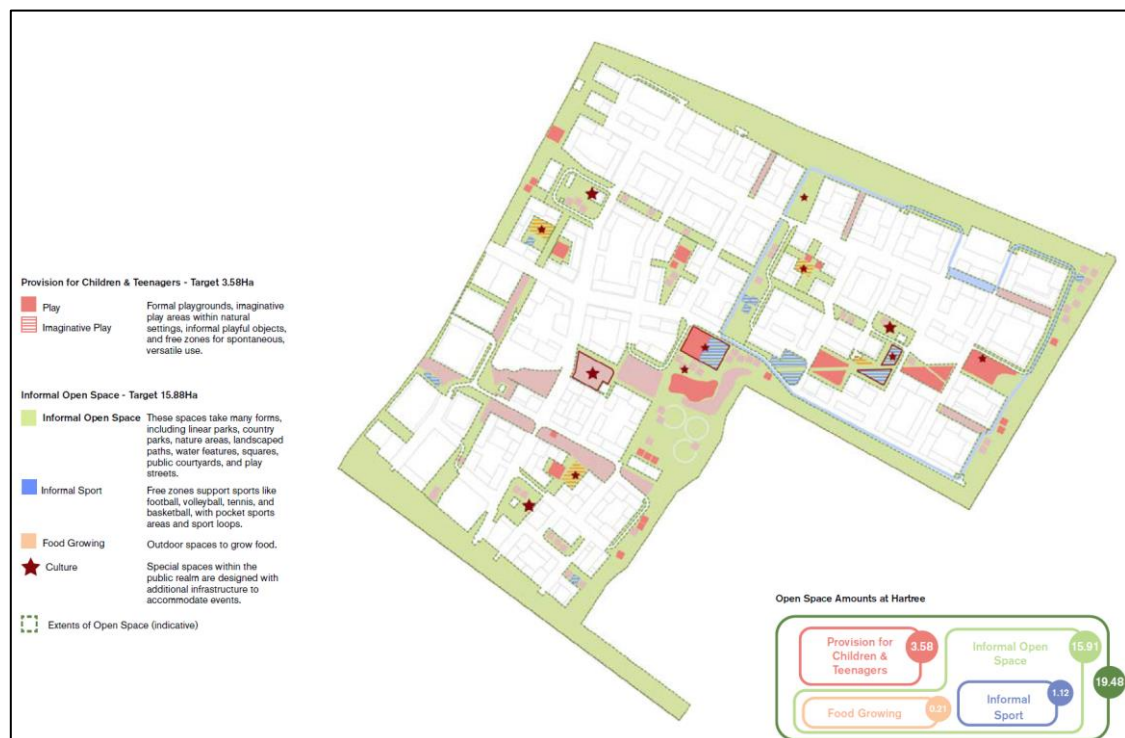 Provision for Children & Teenagers - Target 3.58Ha
Play
Imaginative Play
Formal playgrounds, imaginative
play areas within natural
settings, informal playful objects,
and free zones for spontaneous,
versatile use.
Informal Open Space - Target 15.88Ha
Informal Open Space
These spaces take many forms,
including linear parks, country
parks, nature areas, landscaped
paths, water features, squares,
public courtyards, and play
streets.
Informal Sport
Free zones support sports like
football, volleyball, tennis, and
basketball, with pocket sports
areas and sport loops.
Food Growing
Outdoor spaces to grow food.
Culture
Special spaces within the
public realm are designed with
additional infrastructure to
accommodate events.
Extents of Open Space (indicative)
Open Space Amounts at Hartree
Provision for
Children &
Teenagers
3.58
Informal Open
Space
15.91
19.48
Food Growing
0.21
Informal
Sport
1.12